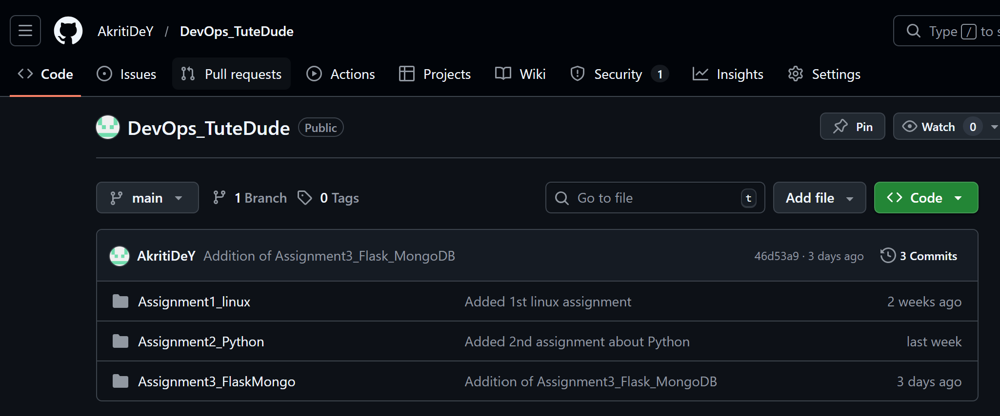 AkritiDeY / DevOps_TuteDude
Type / to s
Code Issues Pull requests Actions Projects Wiki Security 1 Insights Settings
DevOps_TuteDude Public
Pin Watch 0
main 1 Branch 0 Tags Go to file t Add file Code
AkritiDeY Addition of Assignment3_Flask_MongoDB 46d53a9 · 3 days ago 3 Commits
Assignment1_linux Added 1st linux assignment 2 weeks ago
Assignment2_Python Added 2nd assignment about Python last week
Assignment3_FlaskMongo Addition of Assignment3_Flask_MongoDB 3 days ago